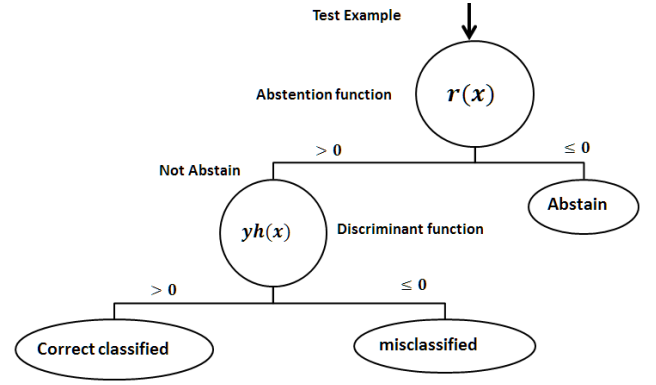 Test Example
Abstention function
r(x)
> 0
≤ 0
Not Abstain
Abstain
yh(x)
Discriminant function
> 0
≤ 0
Correct classified
misclassified